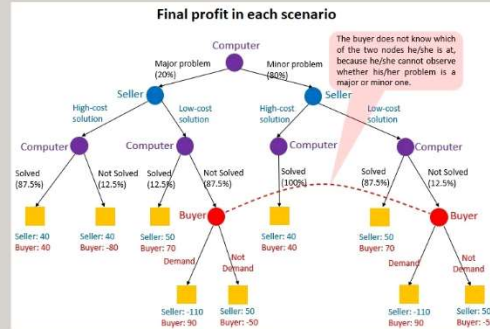 Final profit in each scenario
Computer
The buyer does not know which
of the two nodes he/she is at,
because he/she cannot observe
whether his/her problem is a
major or minor one.
Major problem
(20%)
Minor problem
(80%)
Seller
Seller
High-cost
solution
Low-cost
solution
High-cost
solution
Low-cost
solution
Computer
Computer
Computer
Computer
Solved
(87.5%)
Not Solved
(12.5%)
Solved
(12.5%)
Not Solved
(87.5%)
Solved
(100%)
Solved
(87.5%)
Not Solved
(12.5%)
Buyer
Buyer
Seller: 40
Buyer: 40
Seller: 40
Buyer: -80
Seller: 50
Buyer: 70
Seller: 40
Buyer: 40
Seller: 50
Buyer: 70
Demand
Not
Demand
Demand
Not
Demand
Seller: -110
Buyer: 90
Seller: 50
Buyer: -50
Seller: -110
Buyer: 90
Seller: 50